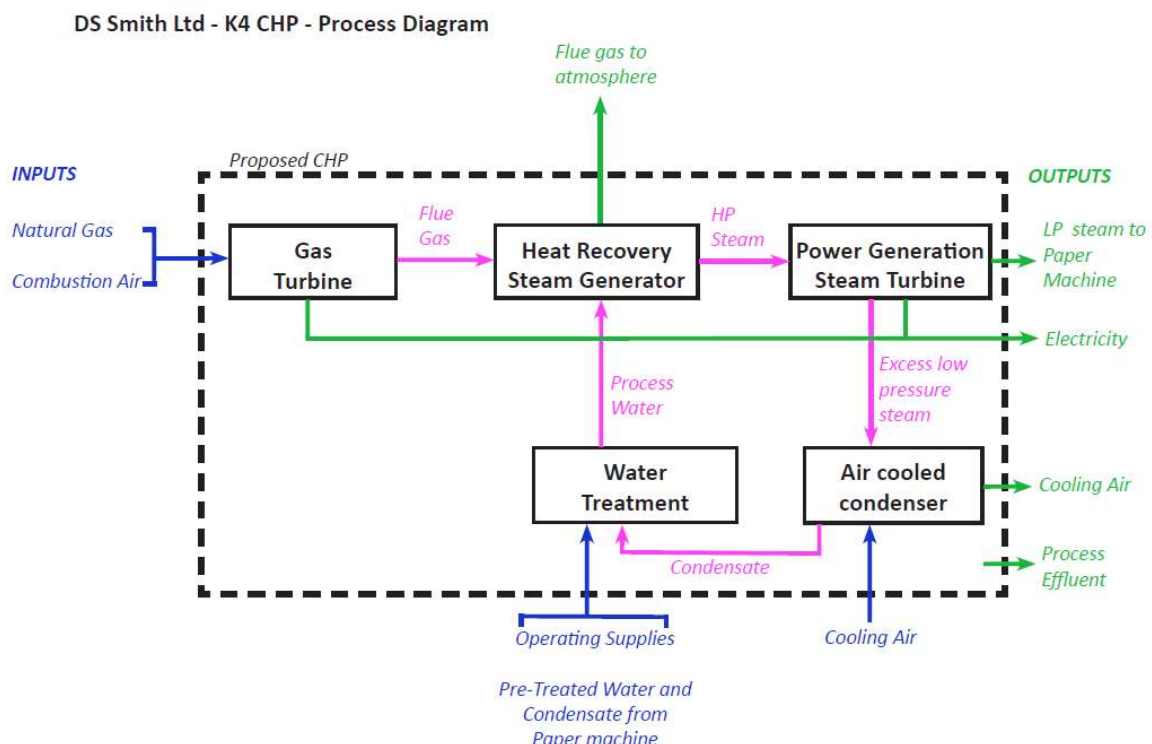 DS Smith Ltd - K4 CHP - Process Diagram
Flue gas to
atmosphere
Proposed CHP
INPUTS
OUTPUTS
Natural Gas
Combustion Air
Gas
Turbine
Flue
Gas
Heat Recovery
Steam Generator
HP
Steam
Power Generation
Steam Turbine
LP steam to
Paper
Machine
Electricity
Process
Water
Excess low
pressure
steam
Water
Treatment
Air cooled
condenser
Cooling Air
Condensate
Process
Effluent
Operating Supplies
Cooling Air
Pre-Treated Water and
Condensate from
Paper machine